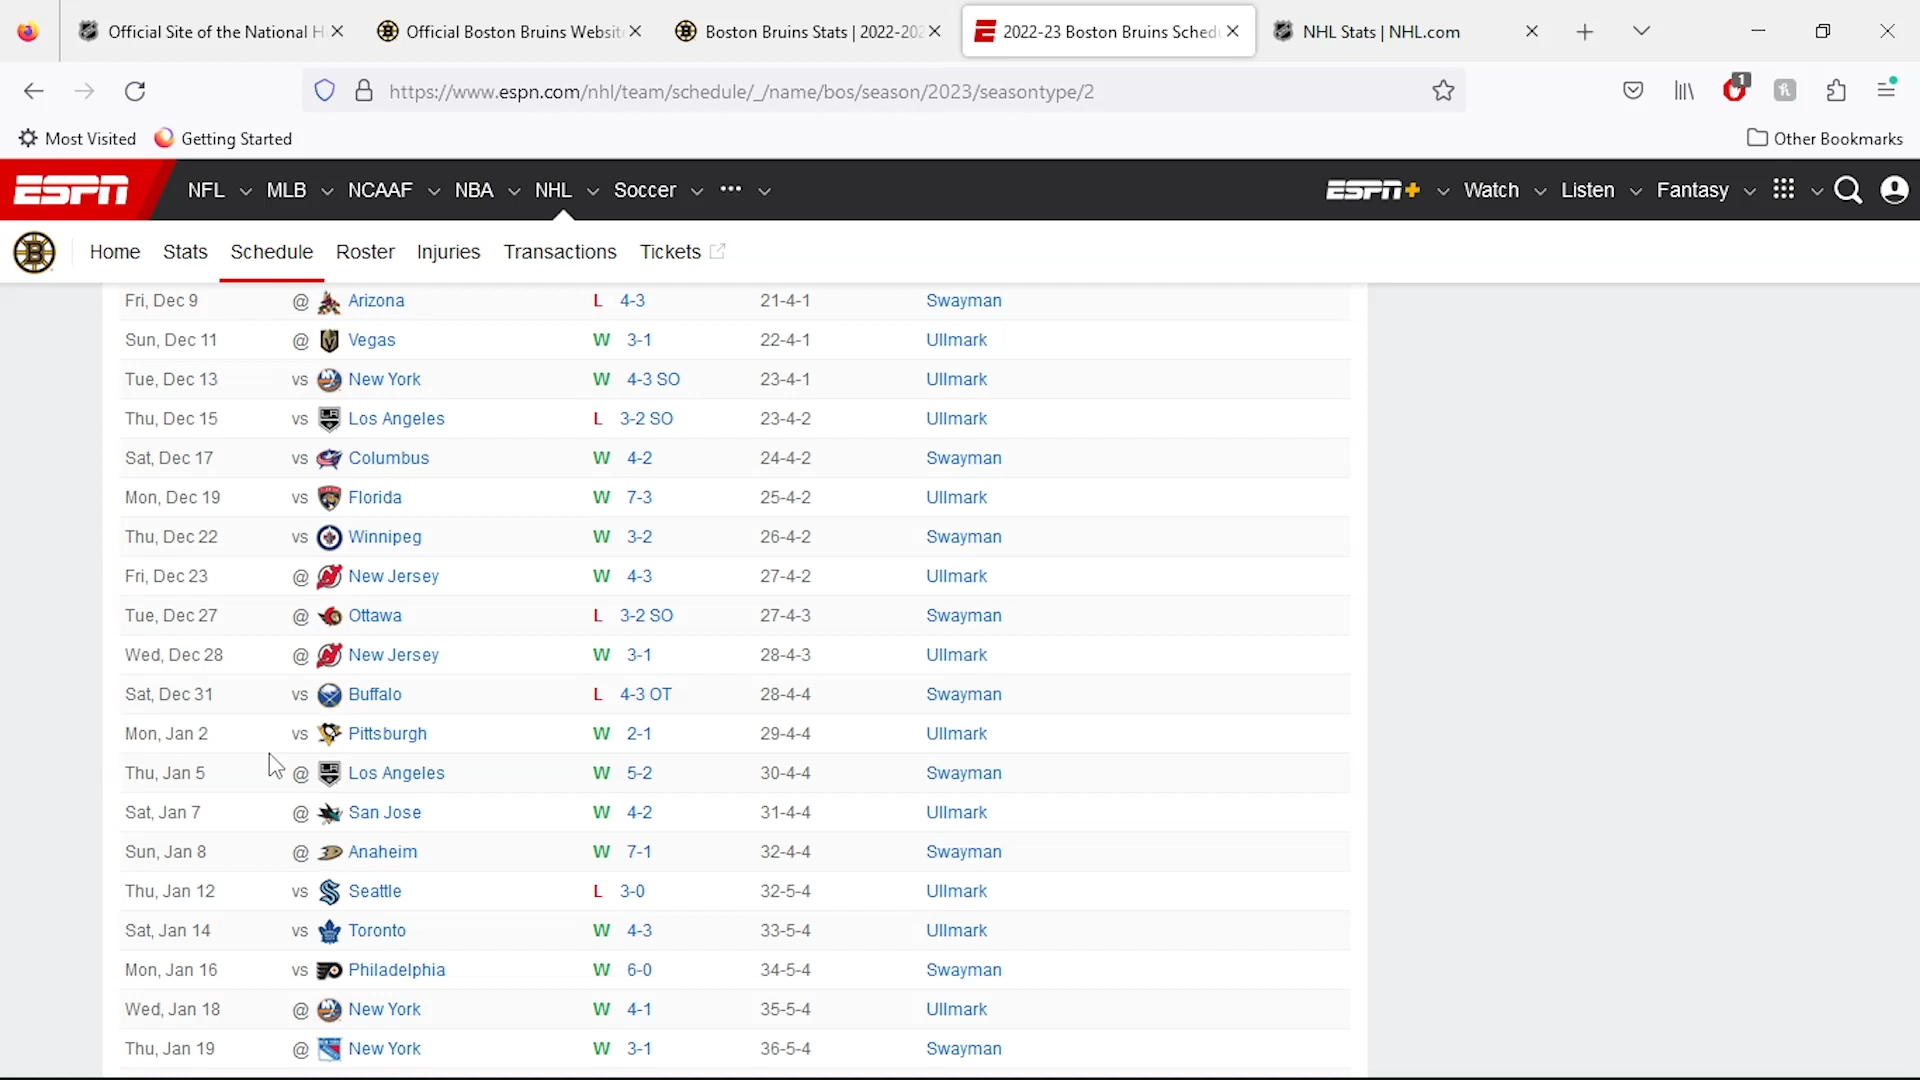 Official Site of the National H Official Boston Bruins Website Boston Bruins Stats | 2022-202 2022-23 Boston Bruins Schedu NHL Stats | NHL.com
https://www.espn.com/nhl/team/schedule/_/name/bos/season/2023/seasontype/2 1
Most Visited Getting Started Other Bookmarks
ESPN NFL MLB NCAAF NBA NHL Soccer ••• ESPN+ Watch Listen Fantasy
B Home Stats Schedule Roster Injuries Transactions Tickets
Fri, Dec 9 @ Arizona L 4-3 21-4-1 Swayman
Sun, Dec 11 @ Vegas W 3-1 22-4-1 Ullmark
Tue, Dec 13 vs New York W 4-3 SO 23-4-1 Ullmark
Thu, Dec 15 vs Los Angeles L 3-2 SO 23-4-2 Ullmark
Sat, Dec 17 vs Columbus W 4-2 24-4-2 Swayman
Mon, Dec 19 vs Florida W 7-3 25-4-2 Ullmark
Thu, Dec 22 vs Winnipeg W 3-2 26-4-2 Swayman
Fri, Dec 23 @ New Jersey W 4-3 27-4-2 Ullmark
Tue, Dec 27 @ Ottawa L 3-2 SO 27-4-3 Swayman
Wed, Dec 28 @ New Jersey W 3-1 28-4-3 Ullmark
Sat, Dec 31 vs Buffalo L 4-3 OT 28-4-4 Swayman
Mon, Jan 2 vs Pittsburgh W 2-1 29-4-4 Ullmark
Thu, Jan 5 @ Los Angeles W 5-2 30-4-4 Swayman
Sat, Jan 7 @ San Jose W 4-2 31-4-4 Ullmark
Sun, Jan 8 @ Anaheim W 7-1 32-4-4 Swayman
Thu, Jan 12 vs Seattle L 3-0 32-5-4 Ullmark
Sat, Jan 14 vs Toronto W 4-3 33-5-4 Ullmark
Mon, Jan 16 vs Philadelphia W 6-0 34-5-4 Swayman
Wed, Jan 18 @ New York W 4-1 35-5-4 Ullmark
Thu, Jan 19 @ New York W 3-1 36-5-4 Swayman